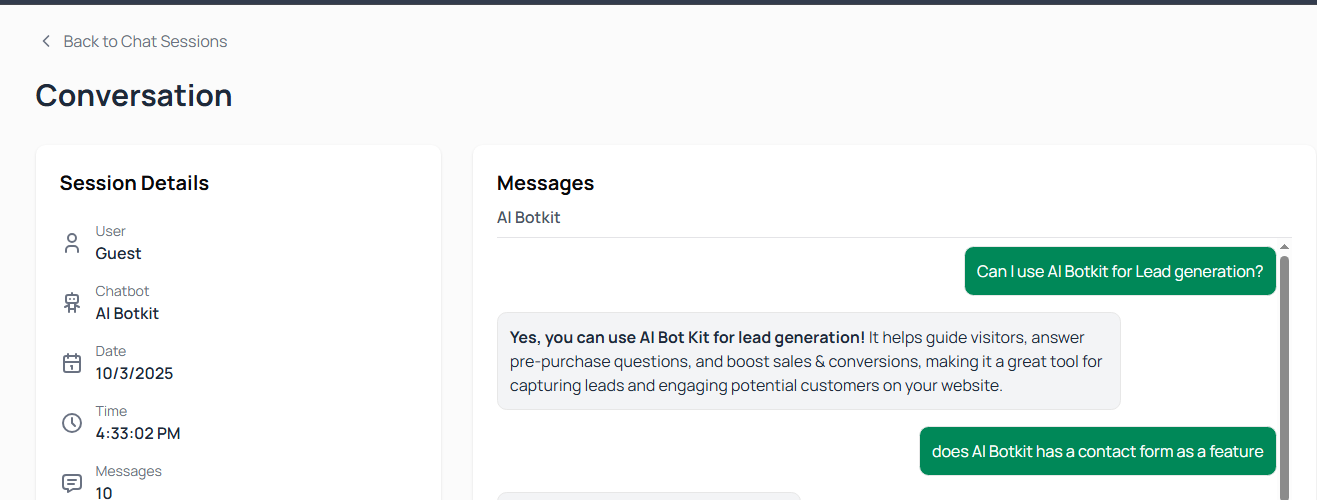 Back to Chat Sessions
Conversation
Session Details
User
Guest
Chatbot
AI Botkit
Date
10/3/2025
Time
4:33:02 PM
Messages
10
Messages
AI Botkit
Can I use AI Botkit for Lead generation?
Yes, you can use AI Bot Kit for lead generation! It helps guide visitors, answer
pre-purchase questions, and boost sales & conversions, making it a great tool for
capturing leads and engaging potential customers on your website.
does AI Botkit has a contact form as a feature